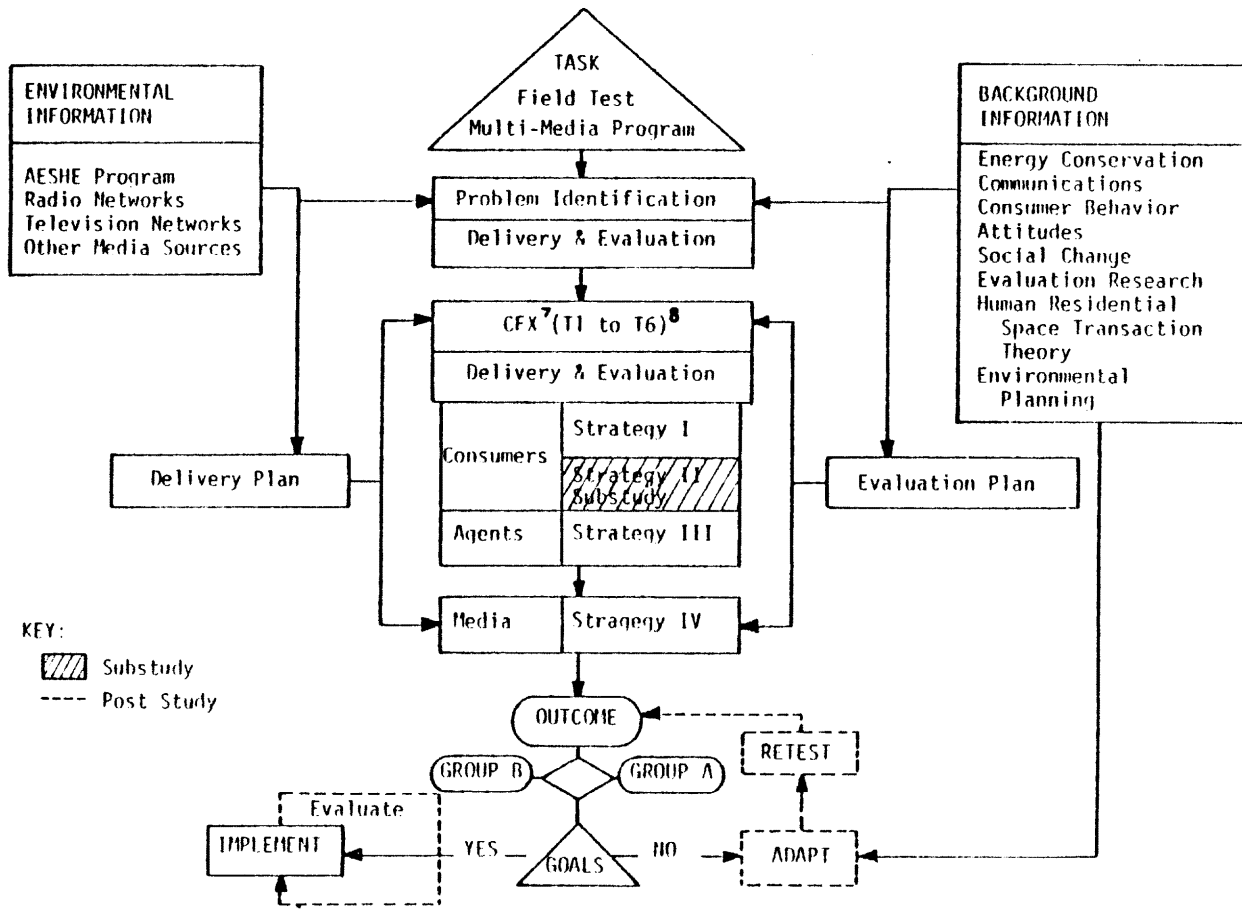 TASK
Field Test
Multi-Media Program
ENVIRONMENTAL
INFORMATION
AESHE Program
Radio Networks
Television Networks
Other Media Sources
BACKGROUND
INFORMATION
Energy Conservation
Communications
Consumer Behavior
Attitudes
Social Change
Evaluation Research
Human Residential
Space Transaction
Theory
Environmental
Planning
Problem Identification
Delivery & Evaluation
CFX 7 (T1 to T6) 8
Delivery & Evaluation
Consumers
Strategy I
Strategy II
Substudy
Agents
Strategy III
Delivery Plan
Evaluation Plan
Media
Stragegy IV
KEY:
Substudy
Post Study
OUTCOME
GROUP B
GROUP A
RETEST
Evaluate
IMPLEMENT
YES
GOALS
NO
ADAPT